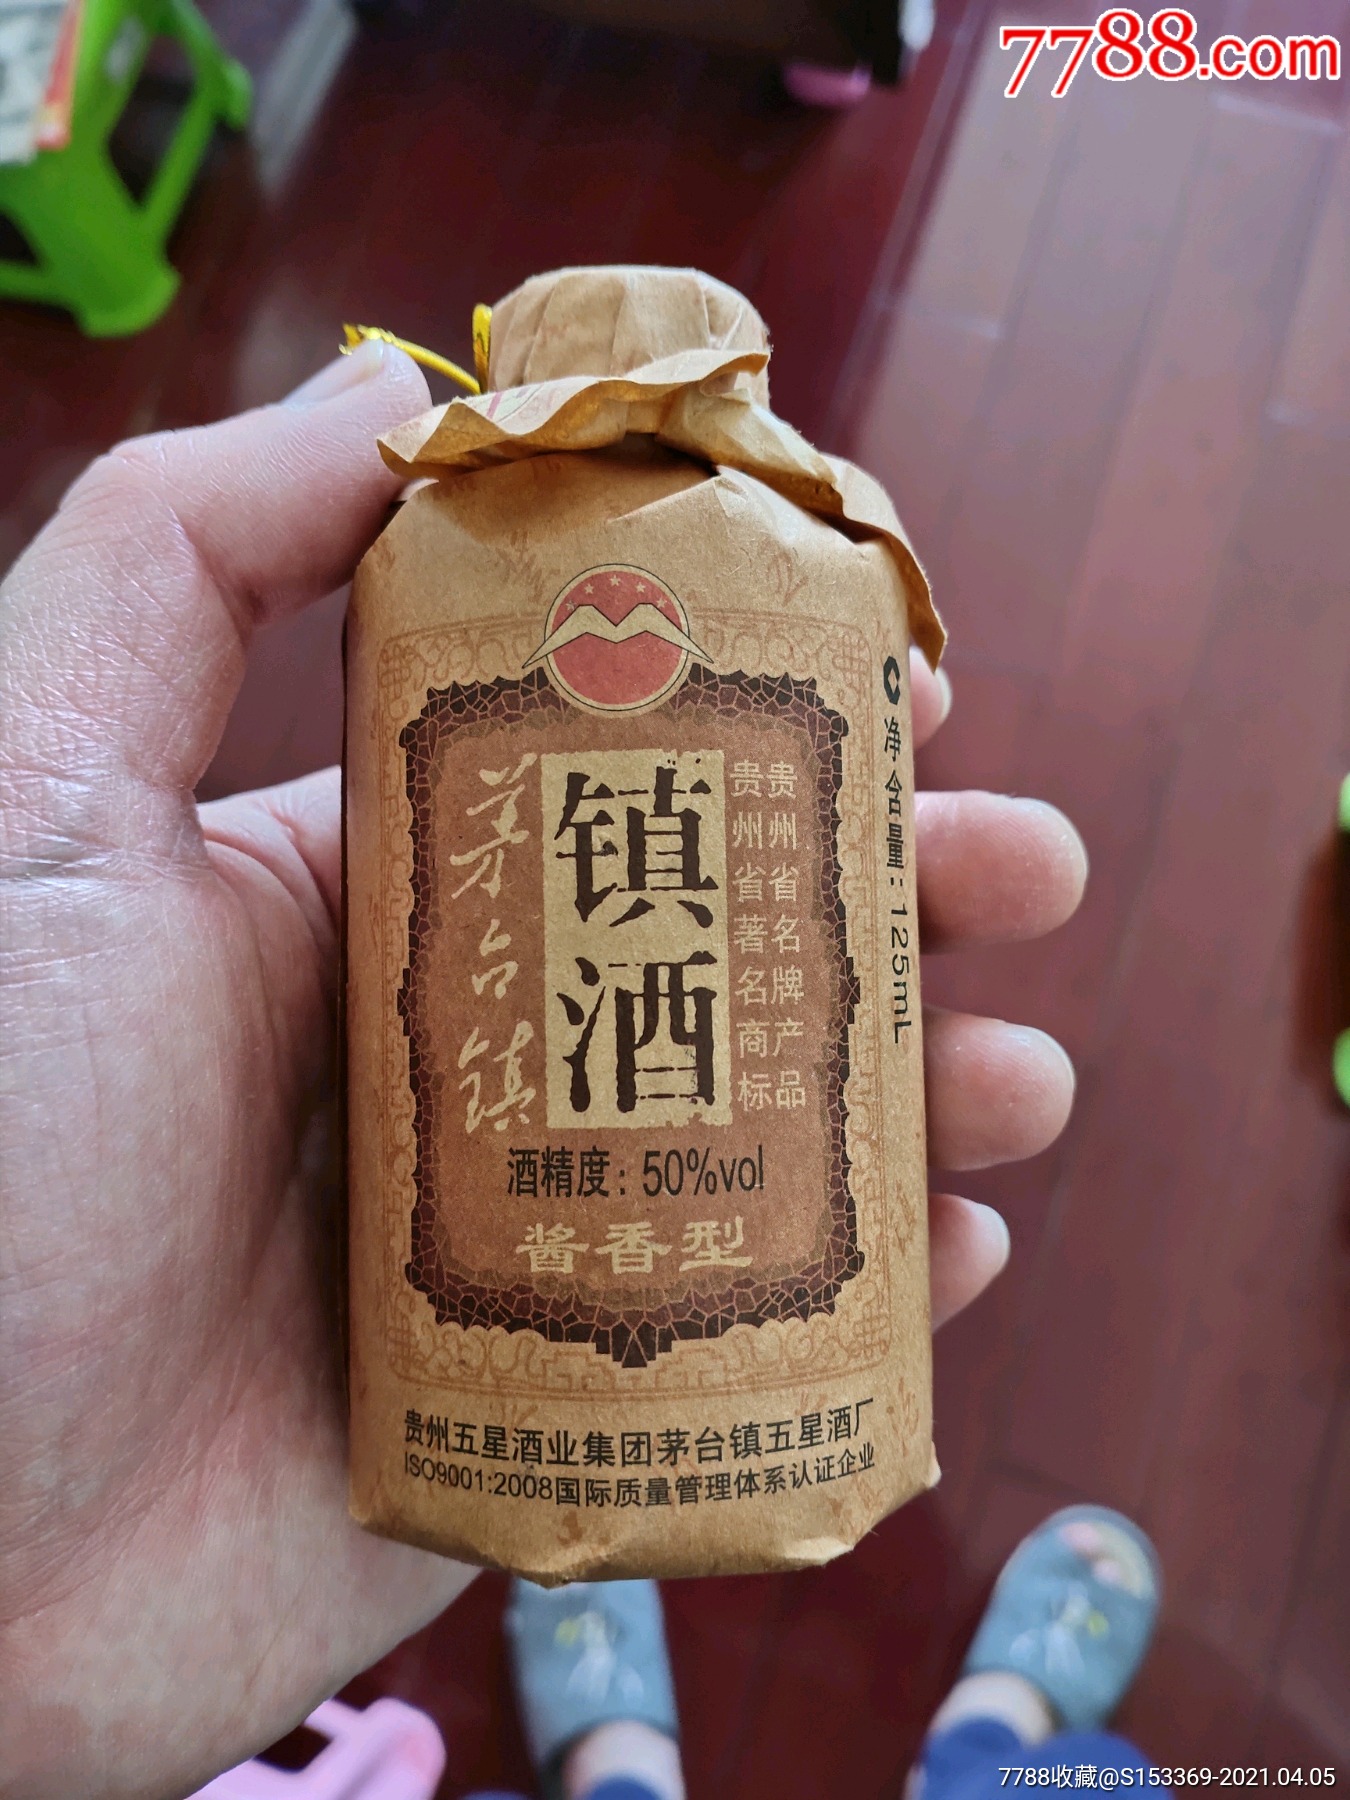 7788.com
净含量:125mL
贵州省名牌产品
贵州省著名商标
镇酒
茅台镇
酒精度:50%vol
酱香型
贵州五星酒业集团茅台镇五星酒厂
ISO9001:2008国际质量管理体系认证企业
7788收藏@S153369-2021.04.05